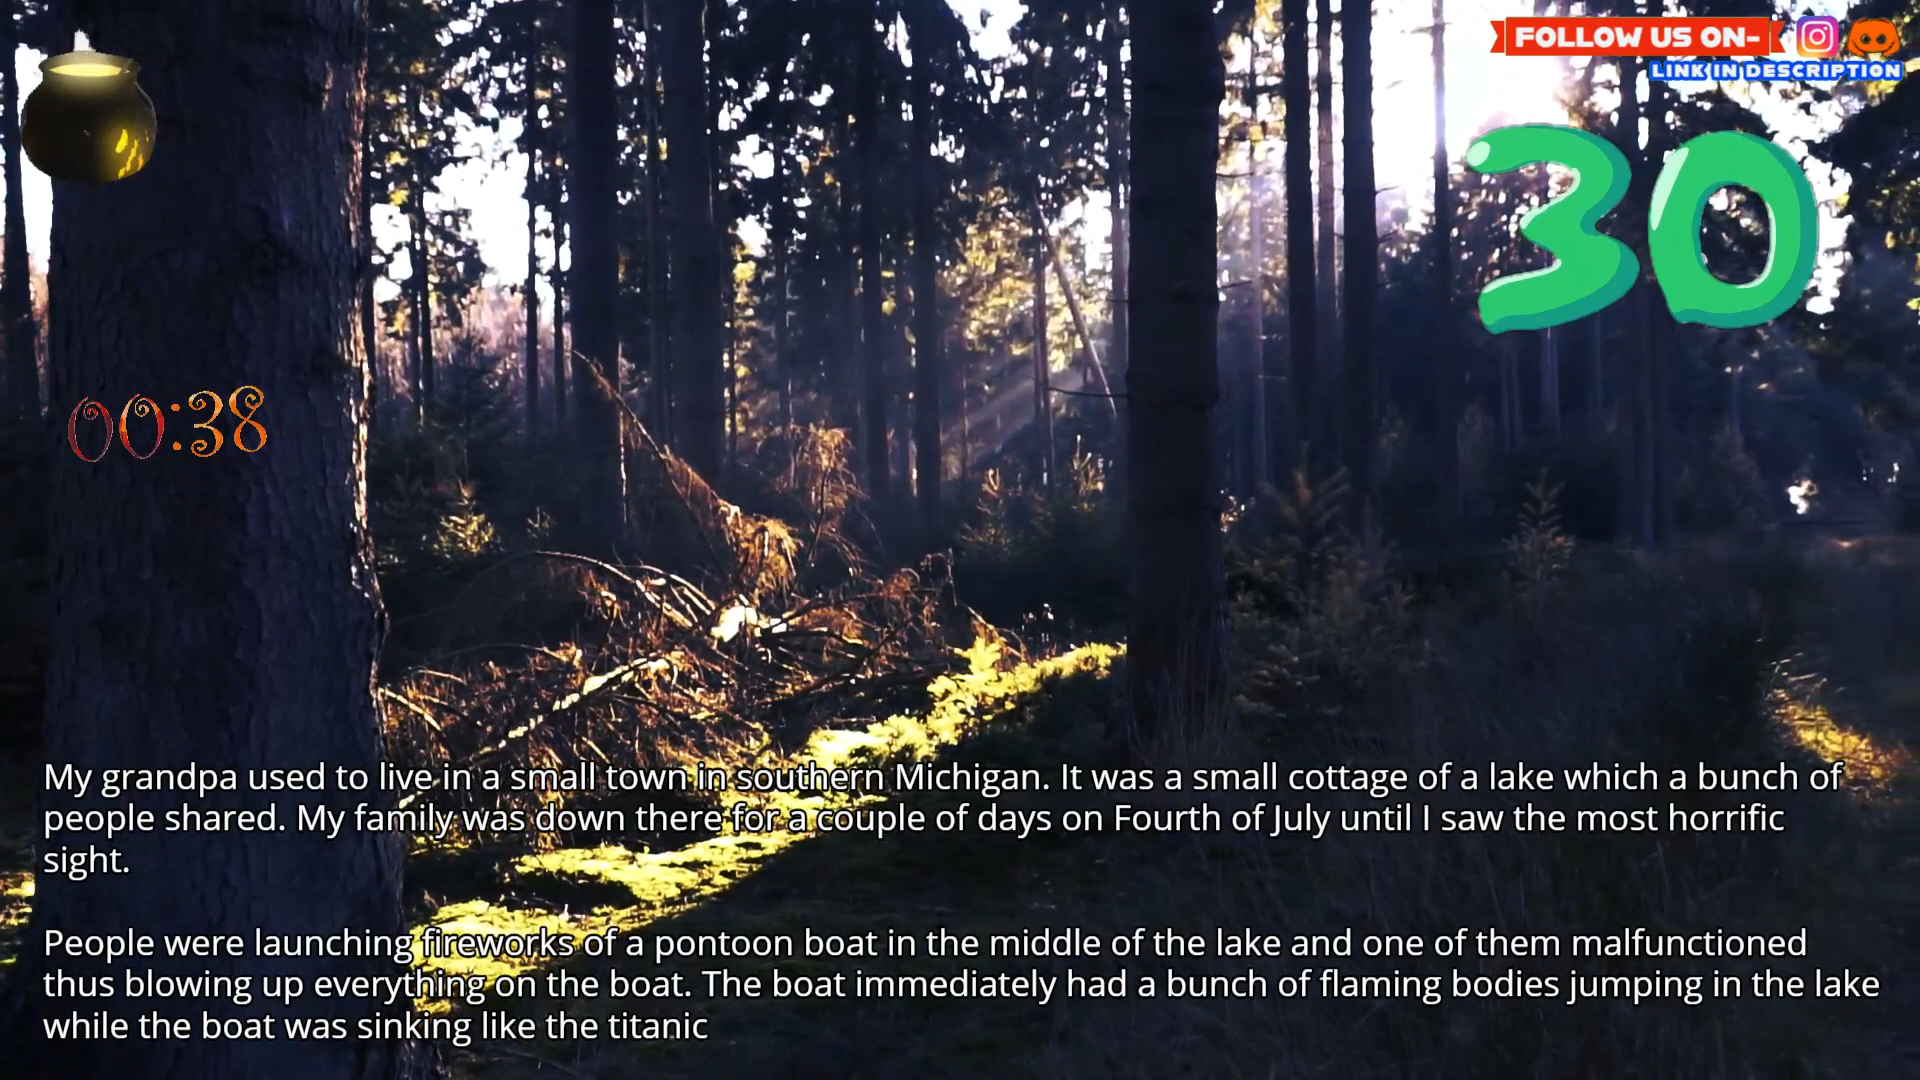 FOLLOW US ON-
LINK IN DESCRIPTION
30
00:38
My grandpa used to live in a small town in southern Michigan. It was a small cottage of a lake which a bunch of
people shared. My family was down there for a couple of days on Fourth of July until I saw the most horrific
sight.
People were launching fireworks of a pontoon boat in the middle of the lake and one of them malfunctioned
thus blowing up everything on the boat. The boat immediately had a bunch of flaming bodies jumping in the lake
while the boat was sinking like the titanic